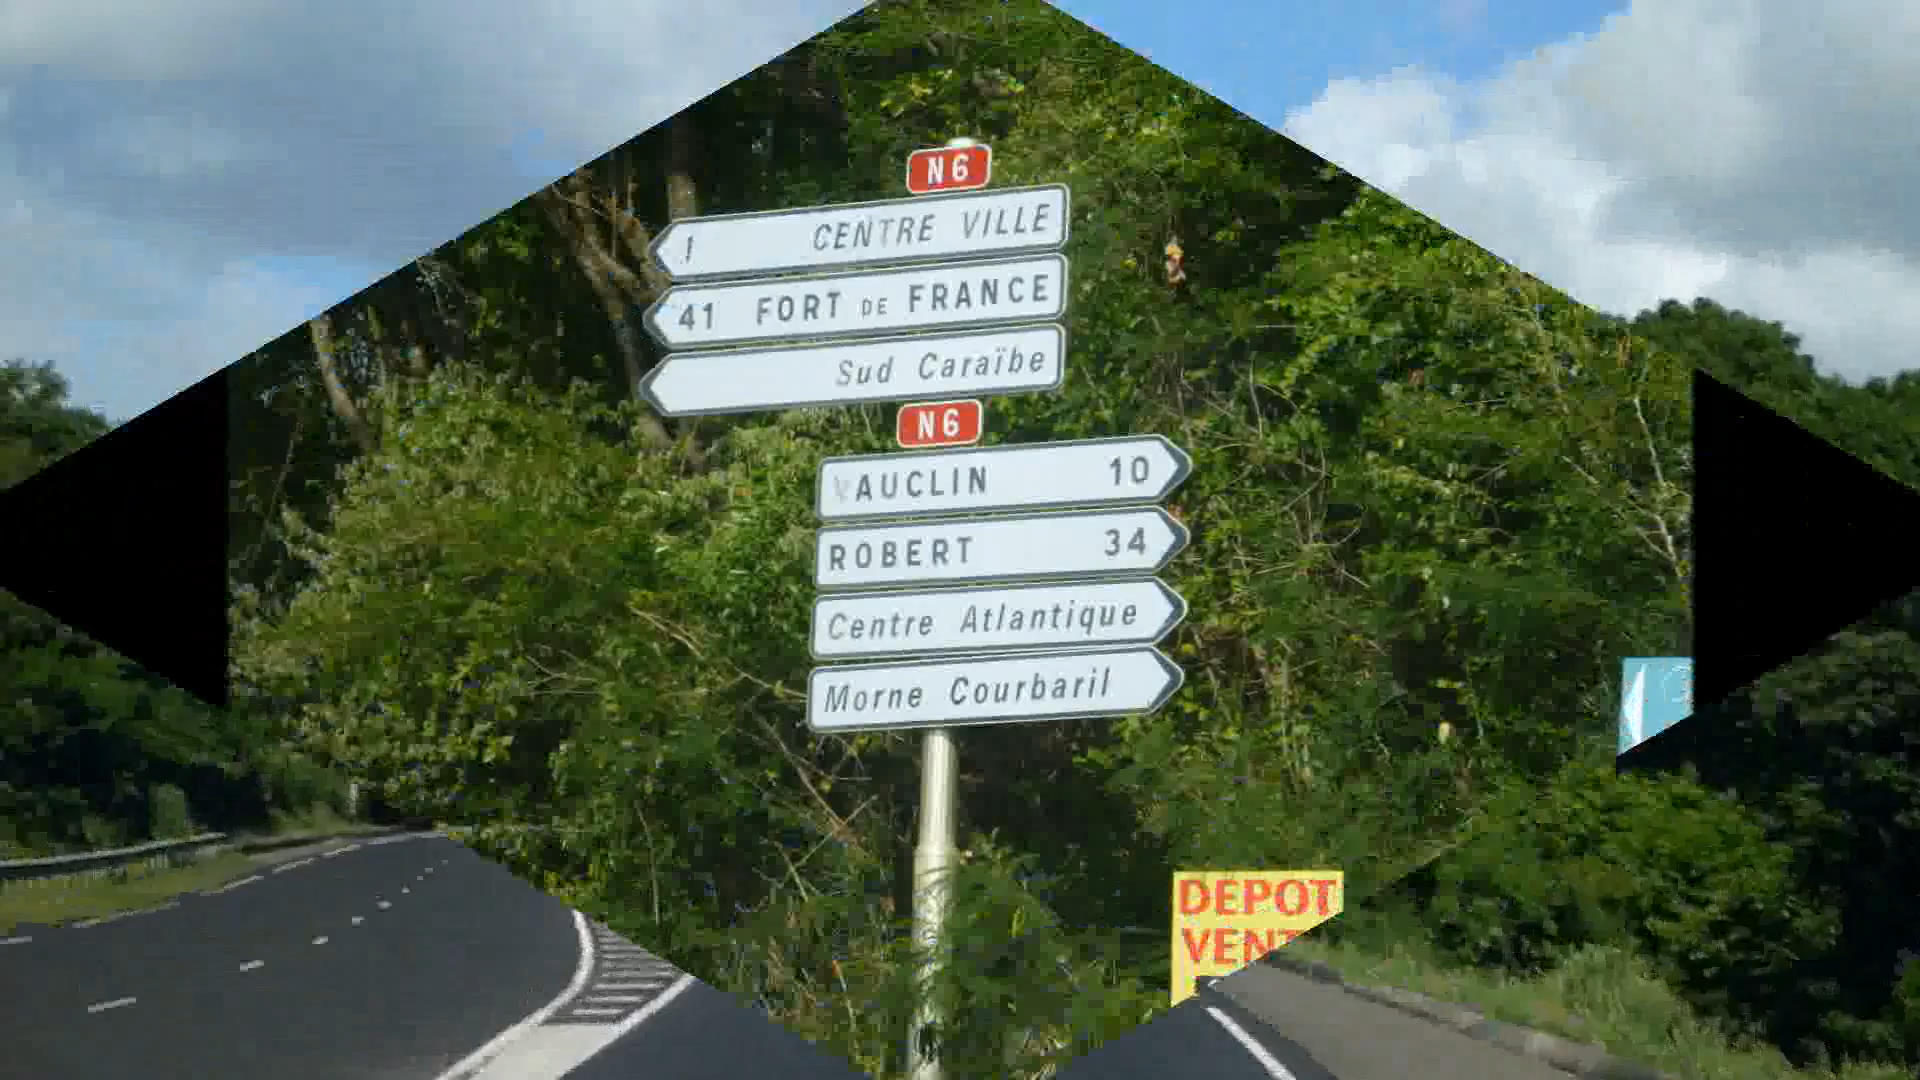 N6
1 CENTRE VILLE
41 FORT DE FRANCE
Sud Caraïbe
N6
VAUCLIN 10
ROBERT 34
Centre Atlantique
Morne Courbaril
DEPOT
VENT